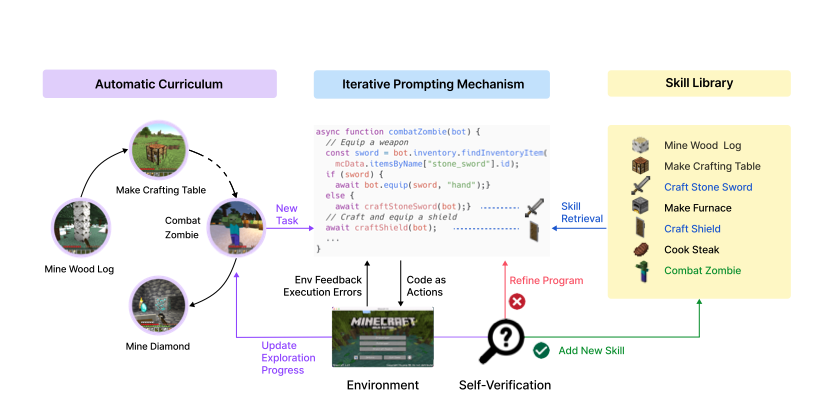 Automatic Curriculum
Iterative Prompting Mechanism
Skill Library
Make Crafting Table
Combat
Zombie
Mine Wood Log
Mine Diamond
New
Task
async function combatZombie(bot) {
// Equip a weapon
const sword = bot.inventory.findInventoryItem(
mcData.itemsByName["stone_sword"].id);
if (sword) {
await bot.equip(sword, "hand");}
else {
await craftStoneSword(bot);}
// Craft and equip a shield
await craftShield(bot);
...
}
Skill
Retrieval
Mine Wood Log
Make Crafting Table
Craft Stone Sword
Make Furnace
Craft Shield
Cook Steak
Combat Zombie
Env Feedback
Execution Errors
Code as
Actions
Refine Program
MINECRAFT
Update
Exploration
Progress
Add New Skill
Environment
Self-Verification